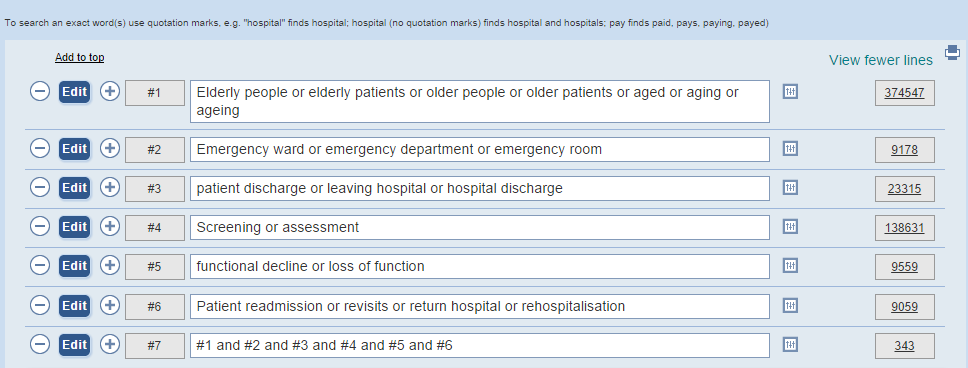 To search an exact word(s) use quotation marks, e.g. "hospital" finds hospital; hospital (no quotation marks) finds hospital and hospitals; pay finds paid, pays, paying, payed)
Add to top
View fewer lines
Edit #1 Elderly people or elderly patients or older people or older patients or aged or aging or 374547
ageing
Edit #2 Emergency ward or emergency department or emergency room 9178
Edit #3 patient discharge or leaving hospital or hospital discharge 23315
Edit #4 Screening or assessment 138631
Edit #5 functional decline or loss of function 9559
Edit #6 Patient readmission or revisits or return hospital or rehospitalisation 9059
Edit #7 #1 and #2 and #3 and #4 and #5 and #6 343